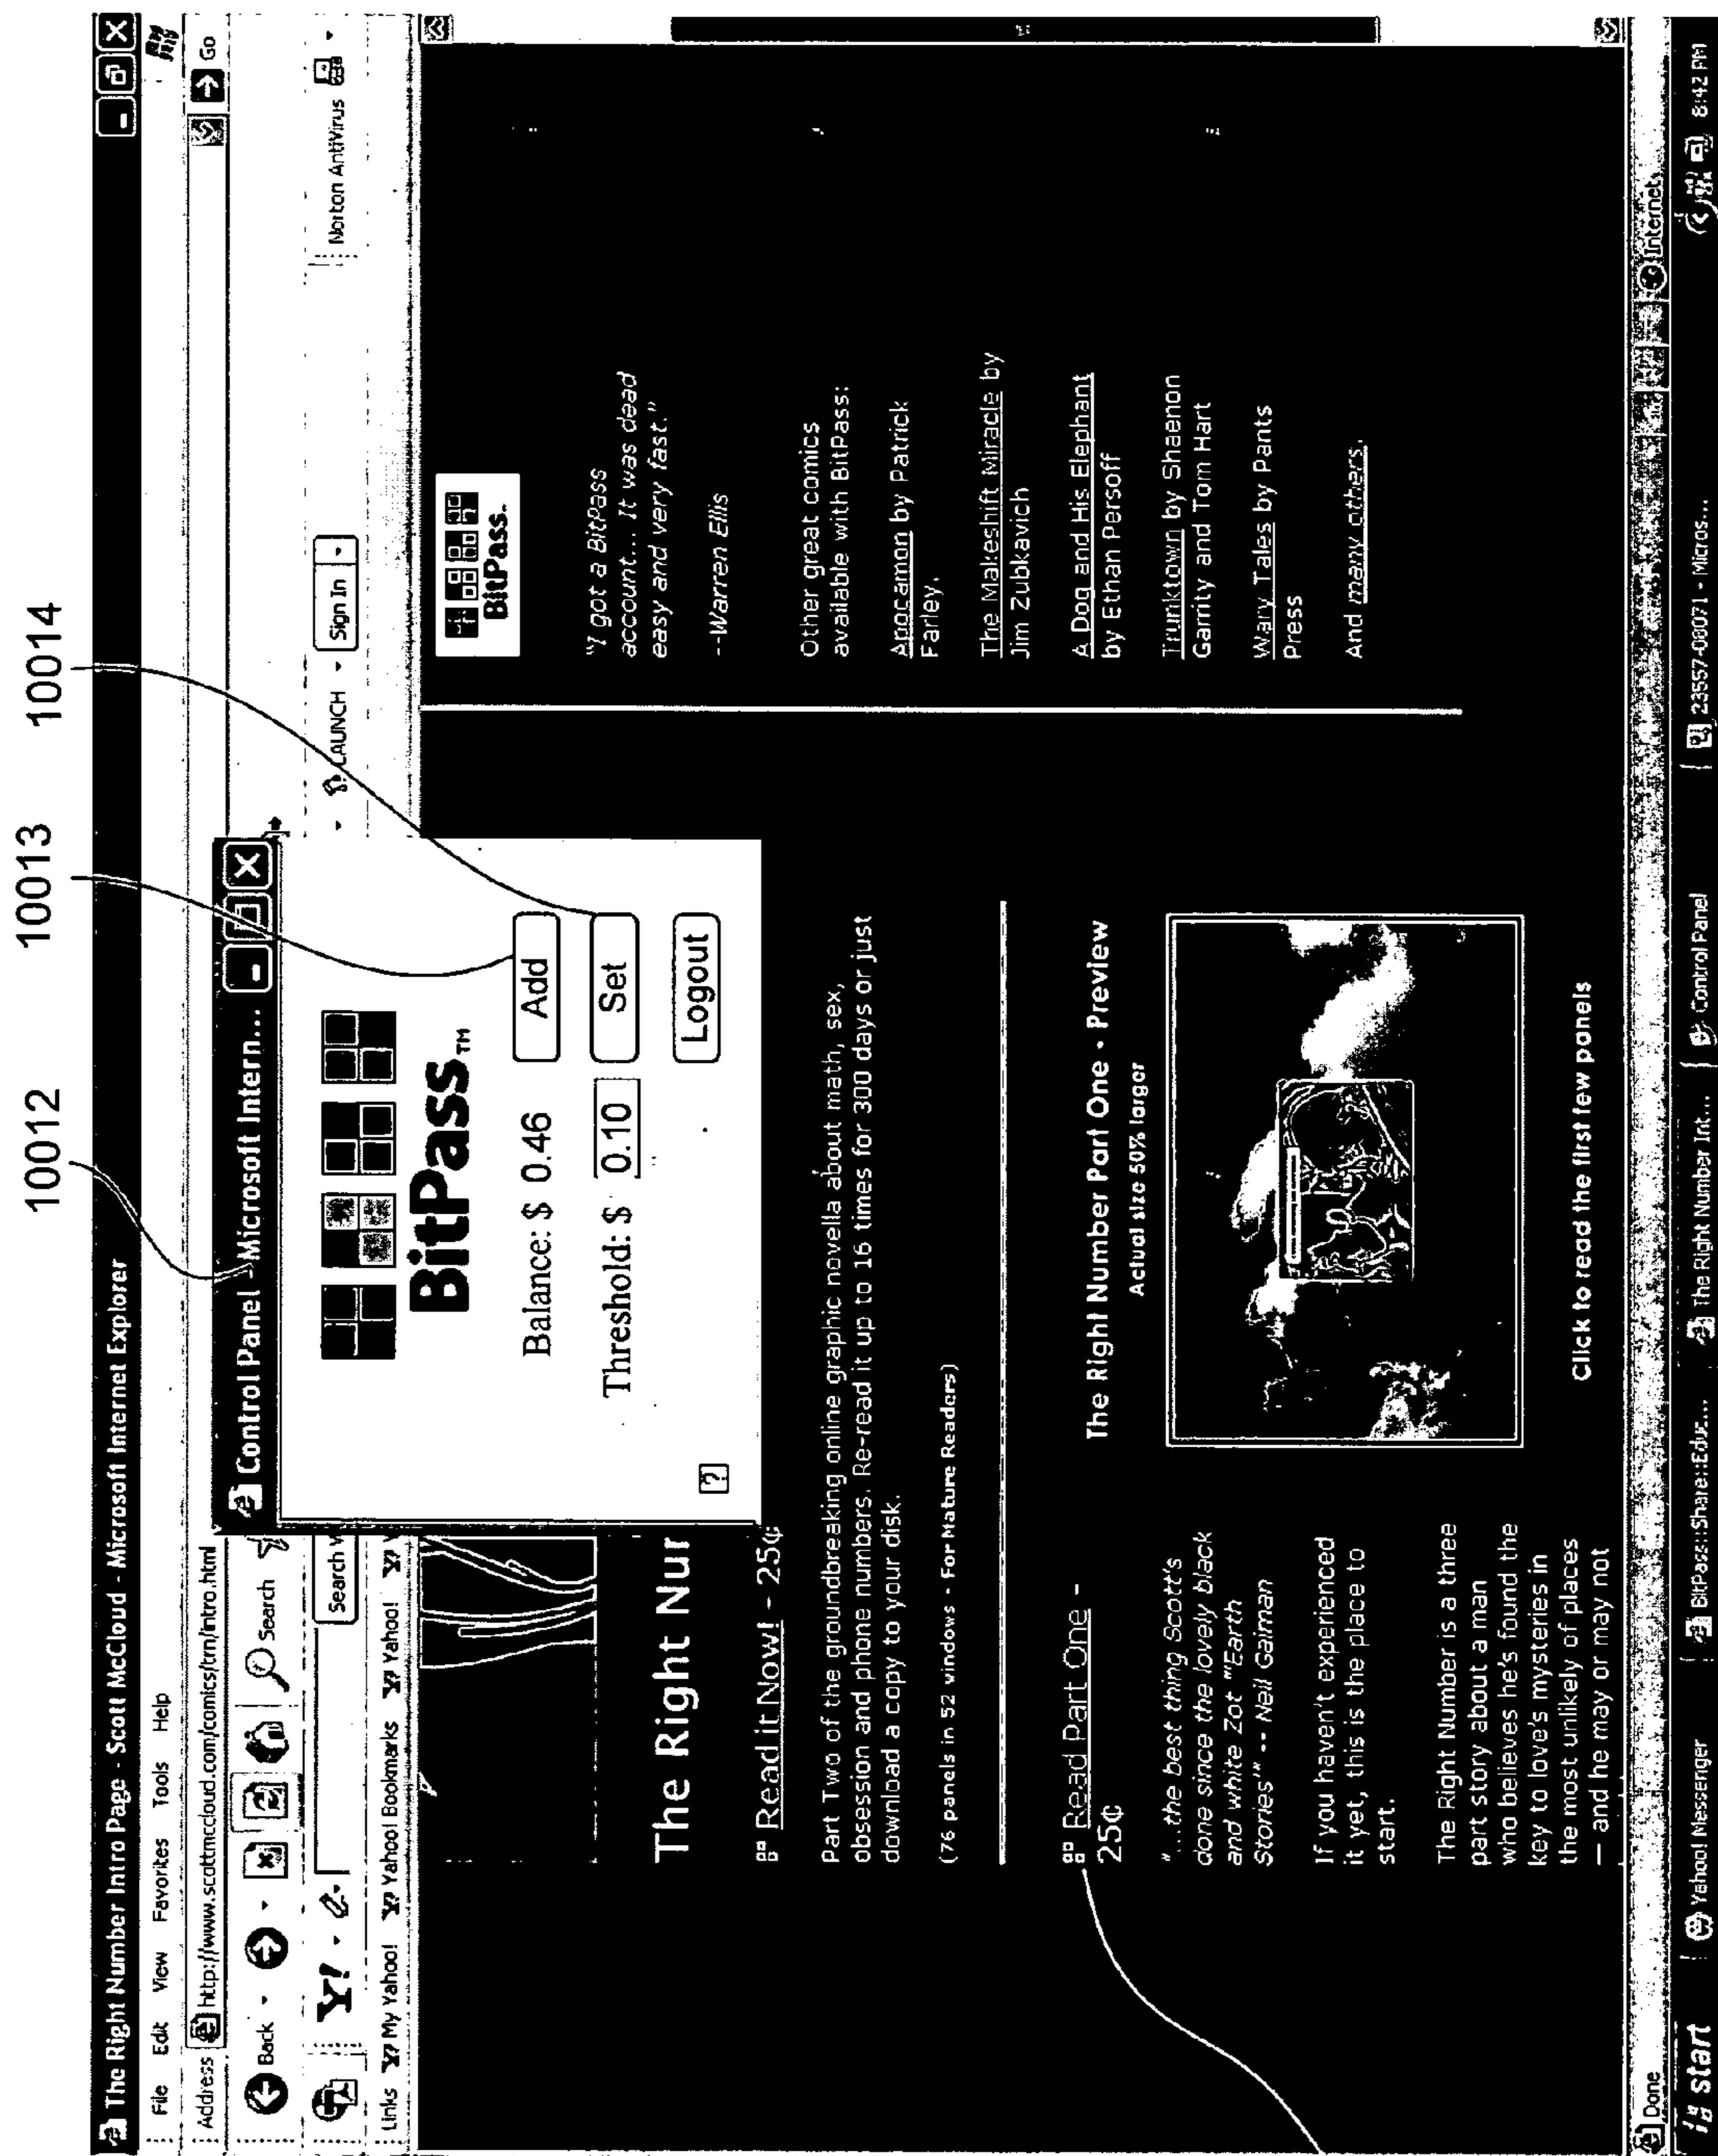 10012
10013
10014
The Right Number Intro Page - Scott McCloud - Microsoft Internet Explorer
File Edit View Favorites Tools Help
Address http://www.scottmccloud.com/comics/trn/intro.html
Go
Back
Search
Y!
Search
LAUNCH
Sign In
Norton AntiVirus
Links My Yahoo! Yahoo! Bookmarks Yahoo!
Control Panel - Microsoft Intern...
BitPass™
Balance: $ 0.46
Add
Threshold: $ 0.10
Set
Logout
?
The Right Nur
Read it Now! - 25¢
Part Two of the groundbreaking online graphic novella about math, sex,
obsession and phone numbers. Re-read it up to 16 times for 300 days or just
download a copy to your disk.
(76 panels in 52 windows - For Mature Readers)
Read Part One -
25¢
"...the best thing Scott's
done since the lovely black
and white Zot "'Earth
Stories'" -- Neil Gaiman
If you haven't experienced
it yet, this is the place to
start.
The Right Number is a three
part story about a man
who believes he's found the
key to love's mysteries in
the most unlikely of places
— and he may or may not
The Right Number Part One - Preview
Actual size 50% larger
Click to read the first few panels
BitPass™
"I got a BitPass
account... It was dead
easy and very fast."
--Warren Ellis
Other great comics
available with BitPass:
Apocamon by Patrick
Farley.
The Makeshift Miracle by
Jim Zubkavich
A Dog and His Elephant
by Ethan Persoff
Trunktown by Shaenon
Garrity and Tom Hart
Wary Tales by Pants
Press
And many others.
Done
Internet
start
Yahoo! Messenger
BitPass::Share::Educ...
The Right Number Int...
Control Panel
23557-08071 - Micros...
8:42 PM